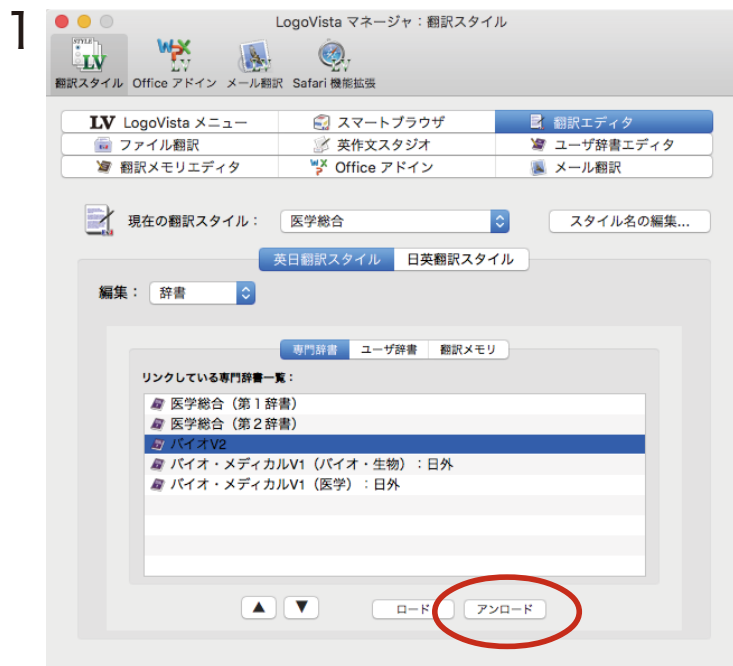 1
LogoVista マネージャ：翻訳スタイル
翻訳スタイル Office アドイン メール翻訳 Safari 機能拡張
LV LogoVista メニュー スマートブラウザ 翻訳エディタ
ファイル翻訳 英作文スタジオ ユーザ辞書エディタ
翻訳メモリエディタ Office アドイン メール翻訳
現在の翻訳スタイル： 医学総合 スタイル名の編集...
英日翻訳スタイル 日英翻訳スタイル
編集： 辞書
専門辞書 ユーザ辞書 翻訳メモリ
リンクしている専門辞書一覧：
医学総合（第１辞書）
医学総合（第２辞書）
バイオV2
バイオ・メディカルV1（バイオ・生物）：日外
バイオ・メディカルV1（医学）：日外
▲ ▼ ロード アンロード